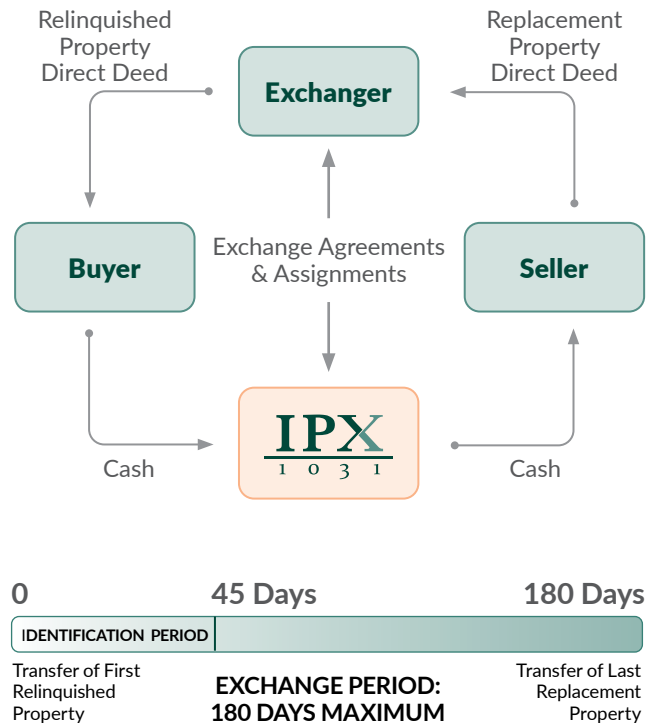 Relinquished
Property
Direct Deed
Replacement
Property
Direct Deed
Exchanger
Buyer
Exchange Agreements
& Assignments
Seller
IPX
1031
Cash
Cash
0
45 Days
180 Days
IDENTIFICATION PERIOD
Transfer of First
Relinquished
Property
EXCHANGE PERIOD:
180 DAYS MAXIMUM
Transfer of Last
Replacement
Property